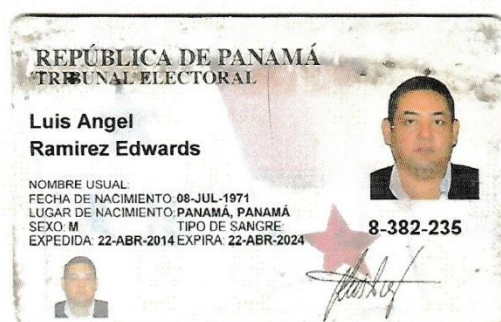 REPÚBLICA DE PANAMÁ
TRIBUNAL ELECTORAL
Luis Angel
Ramirez Edwards
NOMBRE USUAL:
FECHA DE NACIMIENTO: 08-JUL-1971
LUGAR DE NACIMIENTO: PANAMÁ, PANAMÁ
SEXO: M TIPO DE SANGRE:
EXPEDIDA: 22-ABR-2014 EXPIRA: 22-ABR-2024
8-382-235